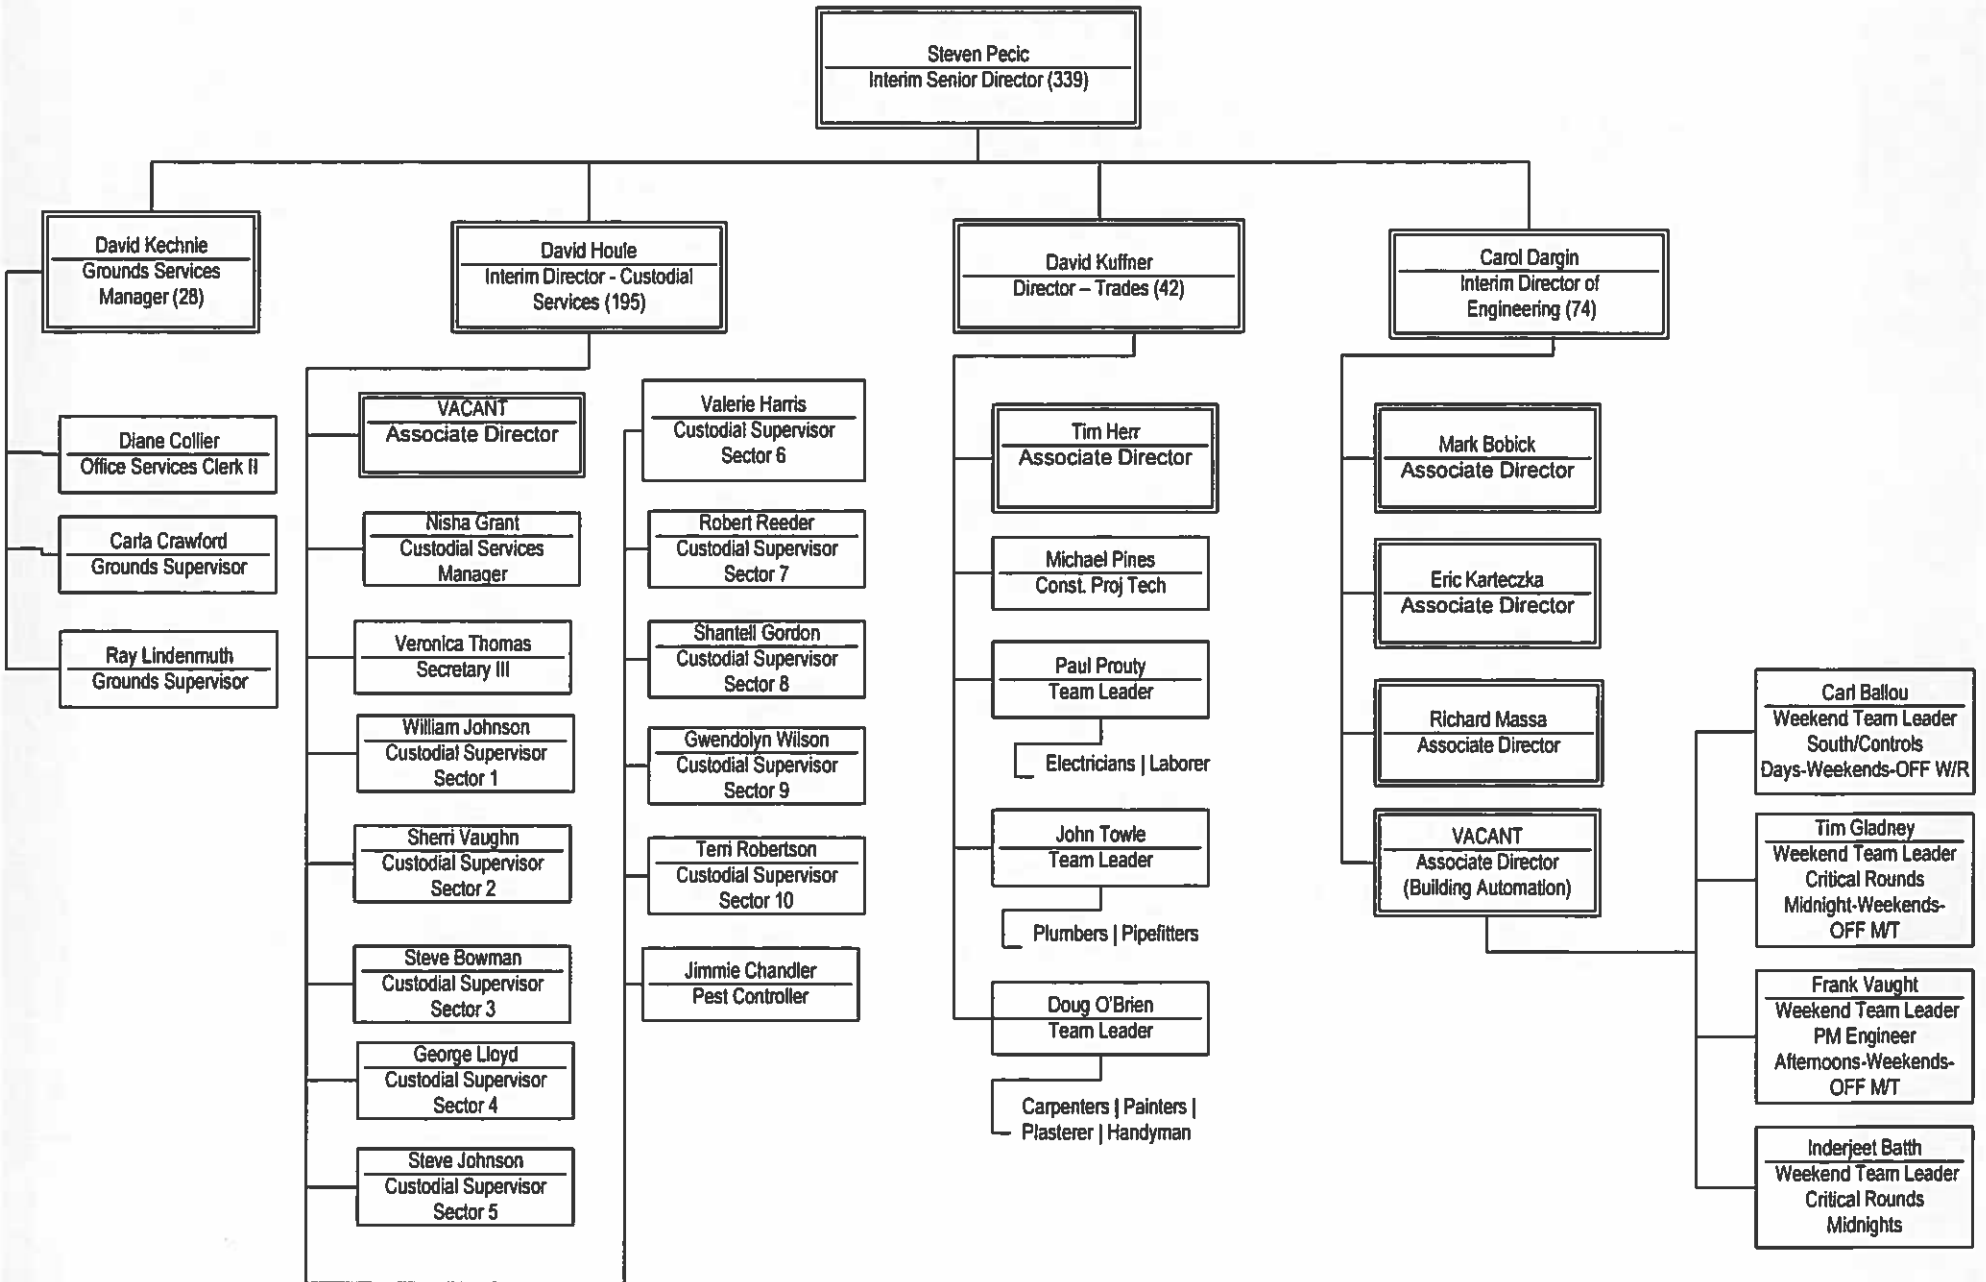 Steven Pecic
Interim Senior Director (339)
David Kechnie
Grounds Services
Manager (28)
Diane Collier
Office Services Clerk II
Carla Crawford
Grounds Supervisor
Ray Lindenmuth
Grounds Supervisor
David Houle
Interim Director - Custodial
Services (195)
VACANT
Associate Director
Nisha Grant
Custodial Services
Manager
Veronica Thomas
Secretary III
William Johnson
Custodial Supervisor
Sector 1
Sherri Vaughn
Custodial Supervisor
Sector 2
Steve Bowman
Custodial Supervisor
Sector 3
George Lloyd
Custodial Supervisor
Sector 4
Steve Johnson
Custodial Supervisor
Sector 5
Valerie Harris
Custodial Supervisor
Sector 6
Robert Reeder
Custodial Supervisor
Sector 7
Shantell Gordon
Custodial Supervisor
Sector 8
Gwendolyn Wilson
Custodial Supervisor
Sector 9
Terri Robertson
Custodial Supervisor
Sector 10
Jimmie Chandler
Pest Controller
David Kuffner
Director – Trades (42)
Tim Herr
Associate Director
Michael Pines
Const. Proj Tech
Paul Prouty
Team Leader
Electricians | Laborer
John Towle
Team Leader
Plumbers | Pipefitters
Doug O'Brien
Team Leader
Carpenters | Painters |
Plasterer | Handyman
Carol Dargin
Interim Director of
Engineering (74)
Mark Bobick
Associate Director
Eric Karteczka
Associate Director
Richard Massa
Associate Director
VACANT
Associate Director
(Building Automation)
Carl Ballou
Weekend Team Leader
South/Controls
Days-Weekends-OFF W/R
Tim Gladney
Weekend Team Leader
Critical Rounds
Midnight-Weekends-
OFF M/T
Frank Vaught
Weekend Team Leader
PM Engineer
Afternoons-Weekends-
OFF M/T
Inderjeet Batth
Weekend Team Leader
Critical Rounds
Midnights